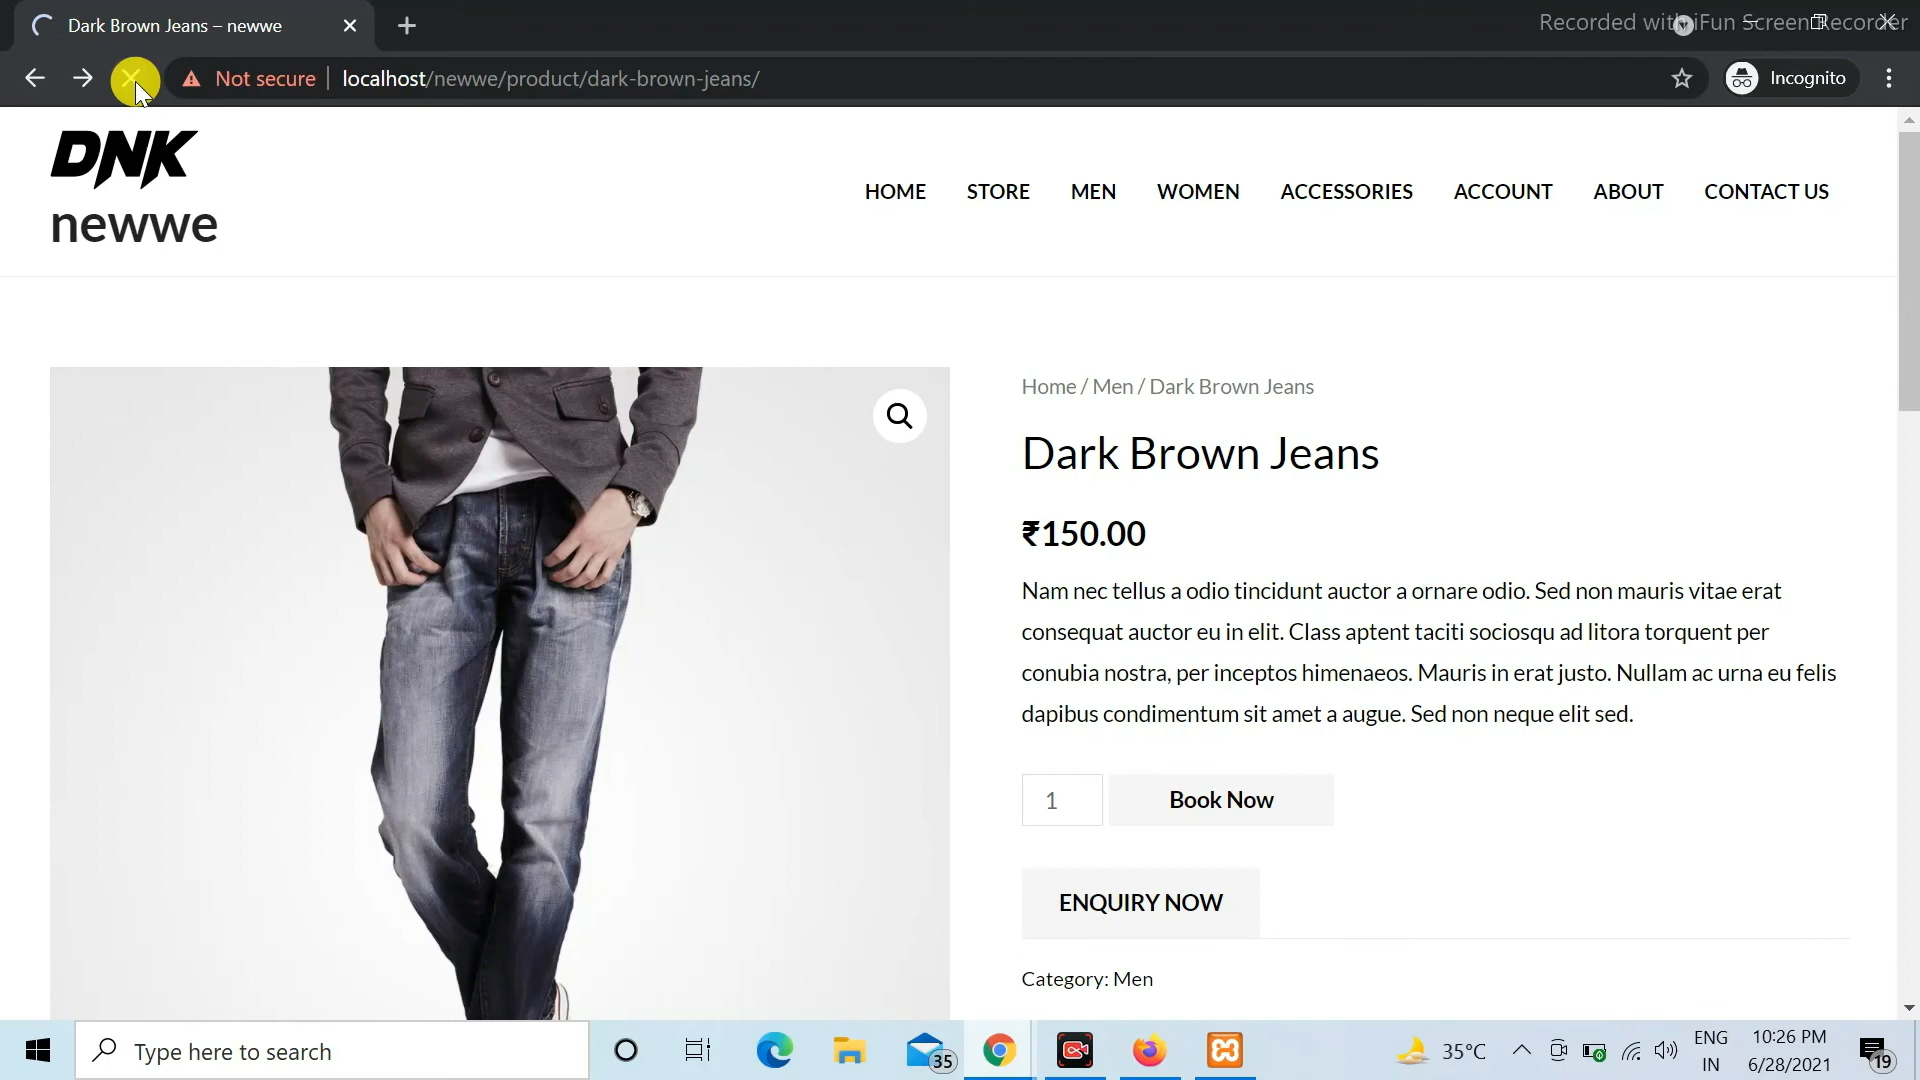 Dark Brown Jeans – newwe
Recorded with iFun Screen Recorder
Not secure
localhost/newwe/product/dark-brown-jeans/
Incognito
DNK
newwe
HOME
STORE
MEN
WOMEN
ACCESSORIES
ACCOUNT
ABOUT
CONTACT US
Home / Men / Dark Brown Jeans
Dark Brown Jeans
₹150.00
Nam nec tellus a odio tincidunt auctor a ornare odio. Sed non mauris vitae erat
consequat auctor eu in elit. Class aptent taciti sociosqu ad litora torquent per
conubia nostra, per inceptos himenaeos. Mauris in erat justo. Nullam ac urna eu felis
dapibus condimentum sit amet a augue. Sed non neque elit sed.
1
Book Now
ENQUIRY NOW
Category: Men
Type here to search
35
35°C
ENG
IN
10:26 PM
6/28/2021
19